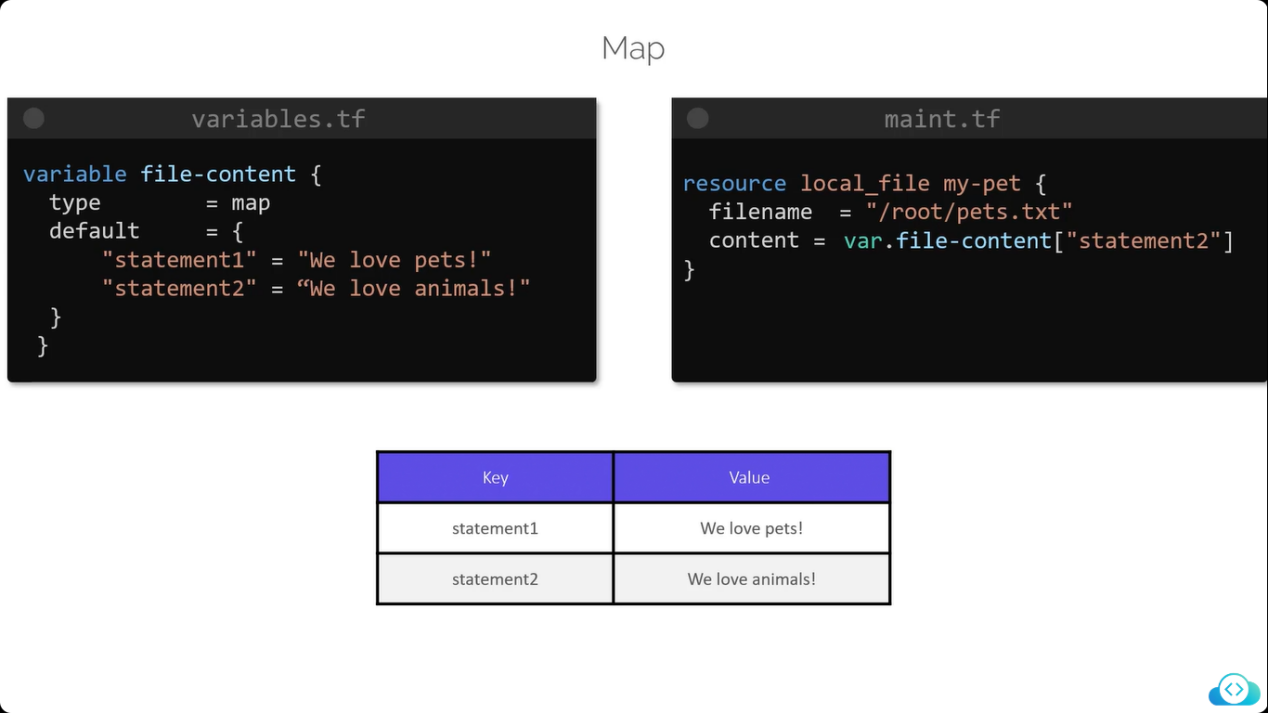 Map
variables.tf
variable file-content {
  type        = map
  default     = {
      "statement1" = "We love pets!"
      "statement2" = “We love animals!"
  }
 }
maint.tf
resource local_file my-pet {
  filename  = "/root/pets.txt"
  content = var.file-content["statement2"]
}
Key Value
statement1 We love pets!
statement2 We love animals!